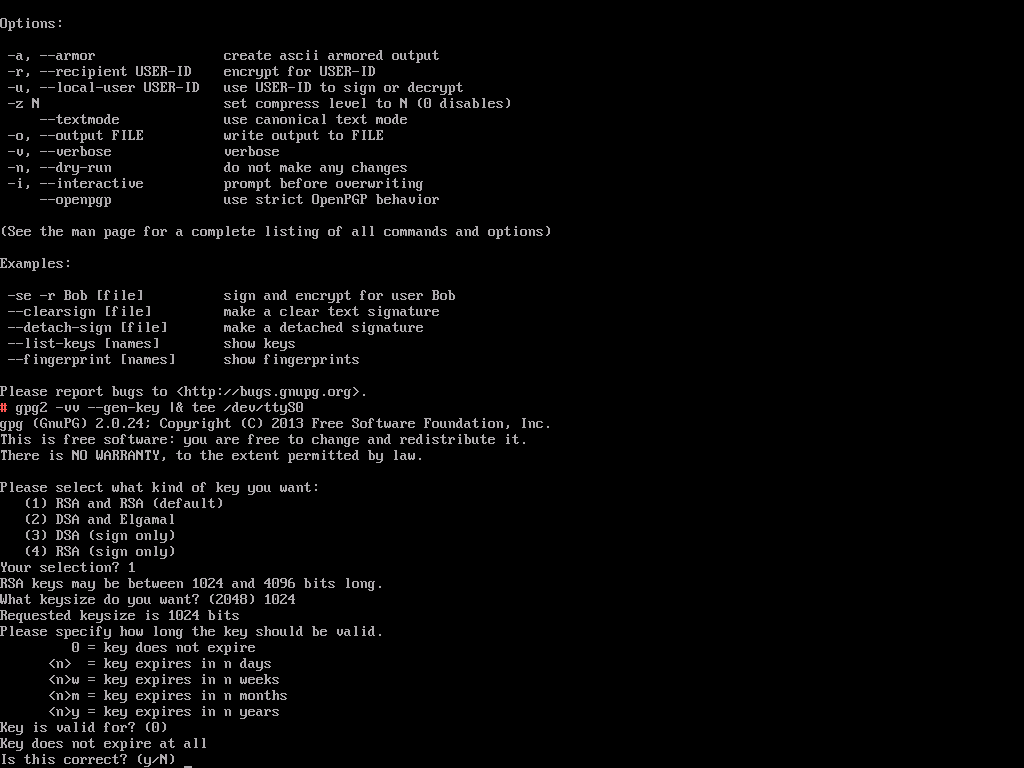 Options:

 -a, --armor                create ascii armored output
 -r, --recipient USER-ID    encrypt for USER-ID
 -u, --local-user USER-ID   use USER-ID to sign or decrypt
 -z N                       set compress level to N (0 disables)
     --textmode             use canonical text mode
 -o, --output FILE          write output to FILE
 -v, --verbose              verbose
 -n, --dry-run              do not make any changes
 -i, --interactive          prompt before overwriting
     --openpgp              use strict OpenPGP behavior

(See the man page for a complete listing of all commands and options)

Examples:

 -se -r Bob [file]          sign and encrypt for user Bob
 --clearsign [file]         make a clear text signature
 --detach-sign [file]       make a detached signature
 --list-keys [names]        show keys
 --fingerprint [names]      show fingerprints

Please report bugs to <http://bugs.gnupg.org>.
# gpg2 -vv --gen-key |& tee /dev/ttyS0
gpg (GnuPG) 2.0.24; Copyright (C) 2013 Free Software Foundation, Inc.
This is free software: you are free to change and redistribute it.
There is NO WARRANTY, to the extent permitted by law.

Please select what kind of key you want:
   (1) RSA and RSA (default)
   (2) DSA and Elgamal
   (3) DSA (sign only)
   (4) RSA (sign only)
Your selection? 1
RSA keys may be between 1024 and 4096 bits long.
What keysize do you want? (2048) 1024
Requested keysize is 1024 bits
Please specify how long the key should be valid.
         0 = key does not expire
      <n>  = key expires in n days
      <n>w = key expires in n weeks
      <n>m = key expires in n months
      <n>y = key expires in n years
Key is valid for? (0)
Key does not expire at all
Is this correct? (y/N) _